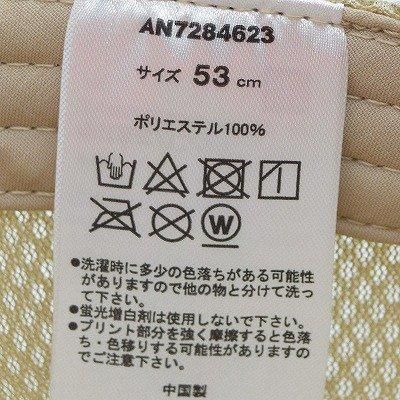 AN7284623
サイズ 53 cm
ポリエステル100%
W
●洗濯時に多少の色落ちがある可能性
がありますので他の物と分けて洗っ
て下さい。
●蛍光増白剤は使用しないで下さい。
●プリント部分を強く摩擦すると色落
ち・色移りする可能性がありますので
ご注意下さい。
中国製